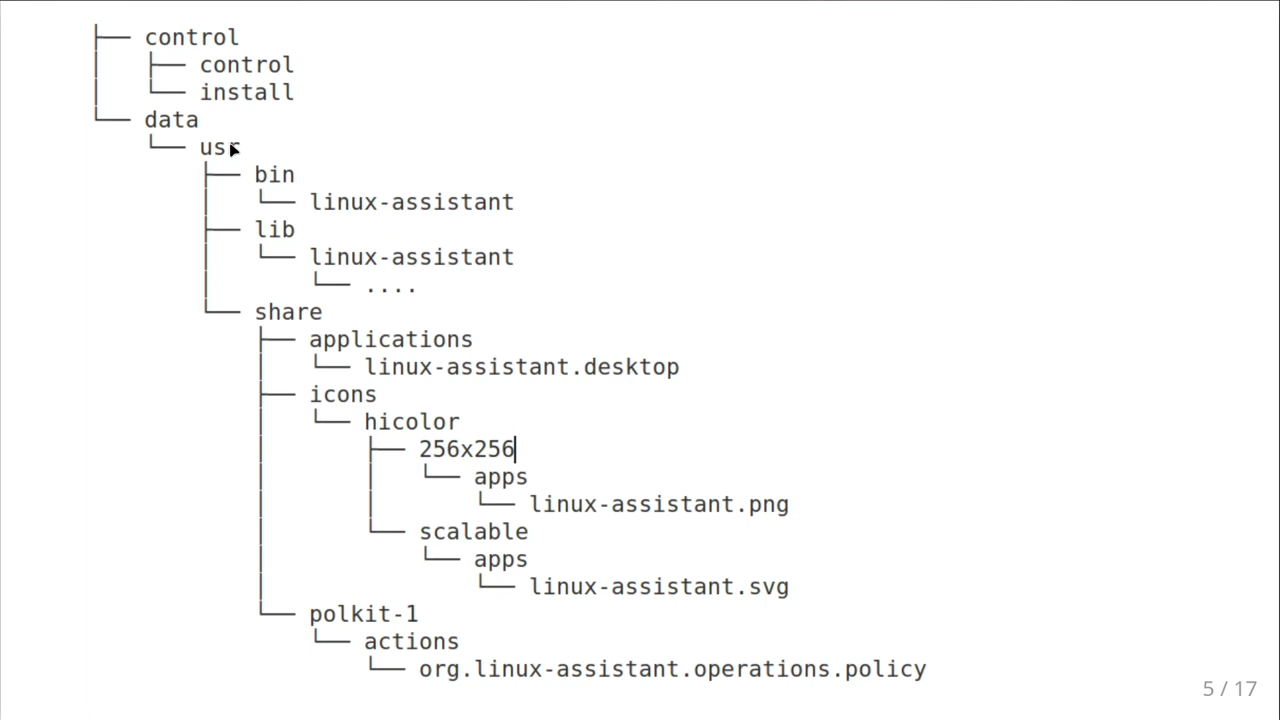 ├── control
│   ├── control
│   └── install
└── data
    └── usr
        ├── bin
        │   └── linux-assistant
        ├── lib
        │   └── linux-assistant
        │       └── ....
        └── share
            ├── applications
            │   └── linux-assistant.desktop
            ├── icons
            │   └── hicolor
            │       ├── 256x256
            │       │   └── apps
            │       │       └── linux-assistant.png
            │       └── scalable
            │           └── apps
            │               └── linux-assistant.svg
            └── polkit-1
                └── actions
                    └── org.linux-assistant.operations.policy
5 / 17